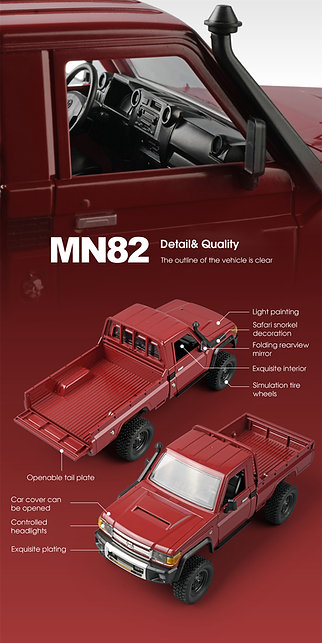 MN82
Detail& Quality
The outline of the vehicle is clear
Light painting
Safari snorkel
decoration
Folding rearview
mirror
Exquisite interior
Simulation tire
wheels
Openable tail plate
Car cover can
be opened
Controlled
headlights
Exquisite plating